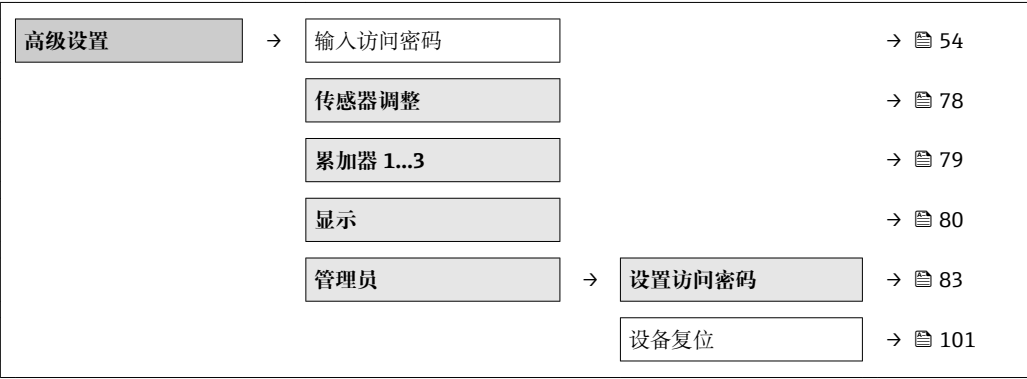 高级设置 → 输入访问密码 → 54
传感器调整 → 78
累加器 1...3 → 79
显示 → 80
管理员 → 设置访问密码 → 83
设备复位 → 101